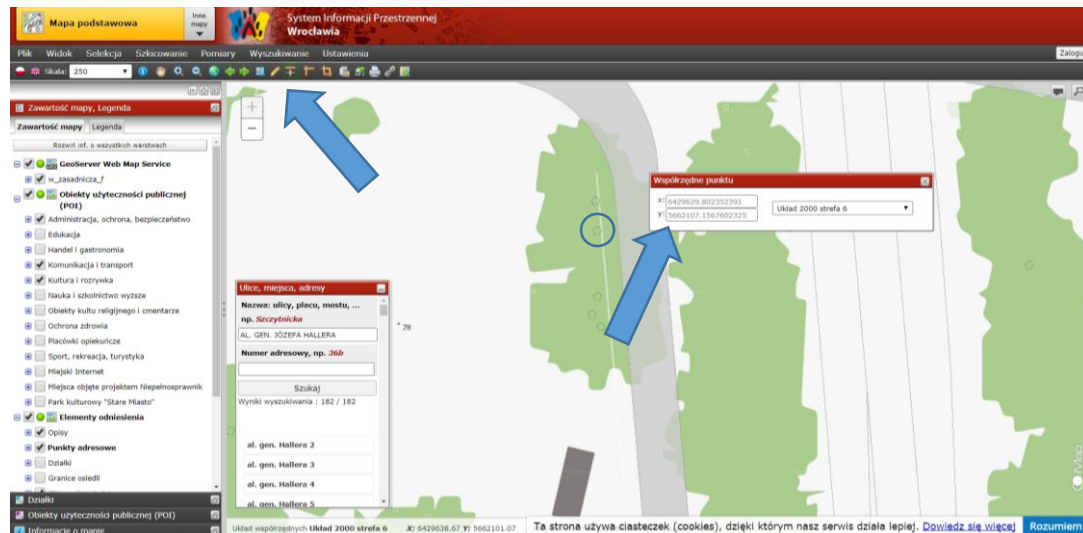 Mapa podstawowa
Inne
mapy
System Informacji Przestrzennej
Wrocławia
Plik Widok Selekcja Szkicowanie Pomiary Wyszukiwanie Ustawienia
Zalogu
Skala: 250
Zawartość mapy, Legenda
Zawartość mapy Legenda
Rozwiń inf. o wszystkich warstwach
GeoServer Web Map Service
w_zasadnicza_f
Obiekty użyteczności publicznej
(POI)
Administracja, ochrona, bezpieczeństwo
Edukacja
Handel i gastronomia
Komunikacja i transport
Kultura i rozrywka
Nauka i szkolnictwo wyższe
Obiekty kultu religijnego i cmentarze
Ochrona zdrowia
Placówki opiekuńcze
Sport, rekreacja, turystyka
Miejski Internet
Miejsca objęte projektem Niepełnosprawnik
Park kulturowy "Stare Miasto"
Elementy odniesienia
Opisy
Punkty adresowe
Działki
Granice osiedli
Działki
Obiekty użyteczności publicznej (POI)
Informacje o mapie
Ulice, miejsca, adresy
Nazwa: ulicy, placu, mostu, ...
np. Szczytnicka
AL. GEN. JÓZEFA HALLERA
Numer adresowy, np. 36b
Szukaj
Wyniki wyszukiwania : 182 / 182
al. gen. Hallera 2
al. gen. Hallera 3
al. gen. Hallera 4
al. gen. Hallera 5
78
Współrzędne punktu
X: 6429629.802352391
Y: 5662107.1567602325
Układ 2000 strefa 6
Układ współrzędnych Układ 2000 strefa 6 X: 6429638.67 Y: 5662101.07
Ta strona używa ciasteczek (cookies), dzięki którym nasz serwis działa lepiej. Dowiedz się więcej Rozumiem